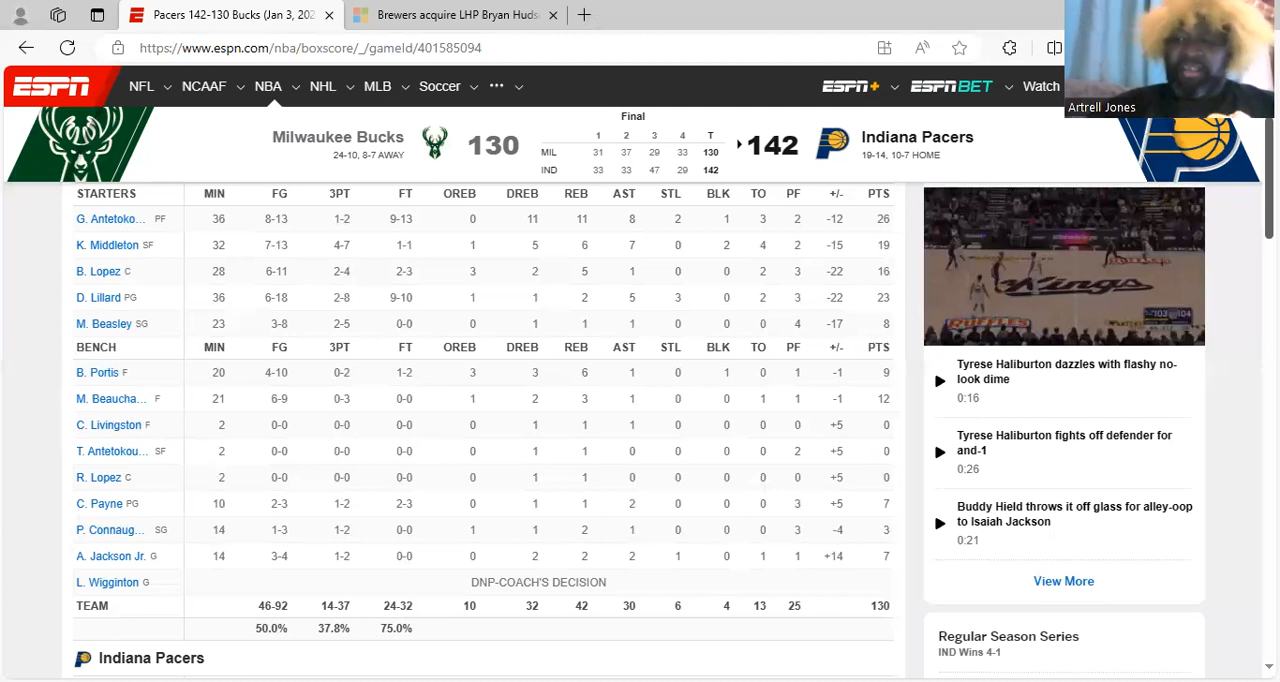 Pacers 142-130 Bucks (Jan 3, 202
Brewers acquire LHP Bryan Huds
https://www.espn.com/nba/boxscore/_/gameId/401585094
Artrell Jones
ESPN NFL NCAAF NBA NHL MLB Soccer ••• ESPN+ ESPN BET Watch
Final
Milwaukee Bucks 130 142 Indiana Pacers
24-10, 8-7 AWAY 19-14, 10-7 HOME
1 2 3 4 T
MIL 31 37 29 33 130
IND 33 33 47 29 142
STARTERS MIN FG 3PT FT OREB DREB REB AST STL BLK TO PF +/- PTS
G. Antetoko... PF 36 8-13 1-2 9-13 0 11 11 8 2 1 3 2 -12 26
K. Middleton SF 32 7-13 4-7 1-1 1 5 6 7 0 2 4 2 -15 19
B. Lopez C 28 6-11 2-4 2-3 3 2 5 1 0 0 2 3 -22 16
D. Lillard PG 36 6-18 2-8 9-10 1 1 2 5 3 0 2 3 -22 23
M. Beasley SG 23 3-8 2-5 0-0 0 1 1 1 0 0 0 4 -17 8
BENCH MIN FG 3PT FT OREB DREB REB AST STL BLK TO PF +/- PTS
B. Portis F 20 4-10 0-2 1-2 3 3 6 1 0 1 0 1 -1 9
M. Beaucha... F 21 6-9 0-3 0-0 1 2 3 1 0 0 1 1 -1 12
C. Livingston F 2 0-0 0-0 0-0 0 1 1 1 0 0 0 0 +5 0
T. Antetokou... SF 2 0-0 0-0 0-0 0 1 1 0 0 0 0 2 +5 0
R. Lopez C 2 0-0 0-0 0-0 0 1 1 0 0 0 0 0 +5 0
C. Payne PG 10 2-3 1-2 2-3 0 1 1 2 0 0 0 3 +5 7
P. Connaug... SG 14 1-3 1-2 0-0 1 1 2 1 0 0 0 3 -4 3
A. Jackson Jr. G 14 3-4 1-2 0-0 0 2 2 2 1 0 1 1 +14 7
L. Wigginton G DNP-COACH'S DECISION
TEAM 46-92 14-37 24-32 10 32 42 30 6 4 13 25 130
50.0% 37.8% 75.0%
Indiana Pacers
Kings
103 104
RUFFLES
Tyrese Haliburton dazzles with flashy no-
look dime
0:16
Tyrese Haliburton fights off defender for
and-1
0:26
Buddy Hield throws it off glass for alley-oop
to Isaiah Jackson
0:21
View More
Regular Season Series
IND Wins 4-1